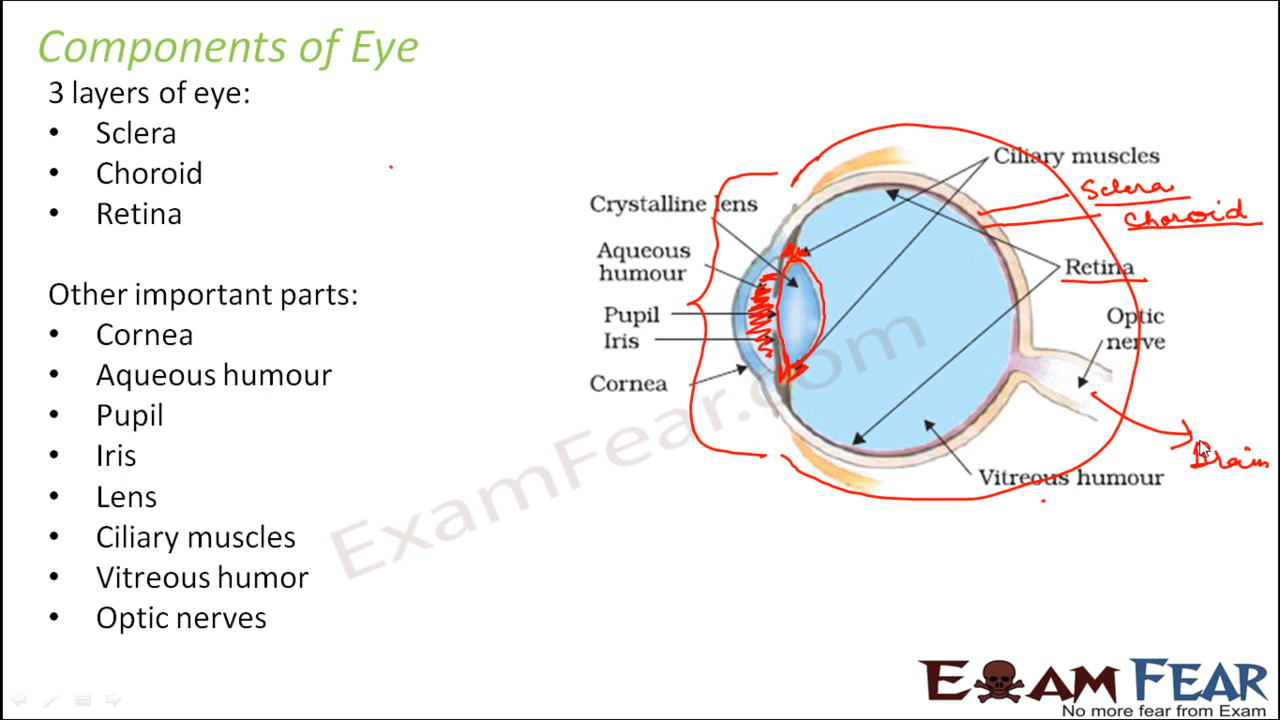 Components of Eye
3 layers of eye:
• Sclera
• Choroid
• Retina
Other important parts:
• Cornea
• Aqueous humour
• Pupil
• Iris
• Lens
• Ciliary muscles
• Vitreous humor
• Optic nerves
Ciliary muscles
Sclera
Choroid
Crystalline lens
Aqueous
humour
Retina
Pupil
Iris
Optic
nerve
Cornea
Brain
Vitreous humour
ExamFear.com
EXAM FEAR
No more fear from Exam